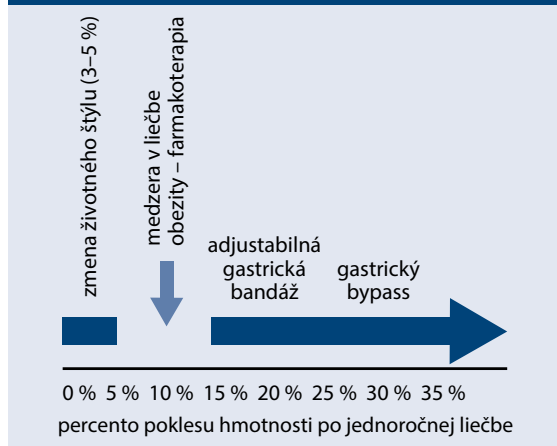 zmena životného štýlu (3–5 %)
medzera v liečbe
obezity – farmakoterapia
adjustabilná
gastrická
bandáž
gastrický
bypass
0 % 5 % 10 % 15 % 20 % 25 % 30 % 35 %
percento poklesu hmotnosti po jednoročnej liečbe